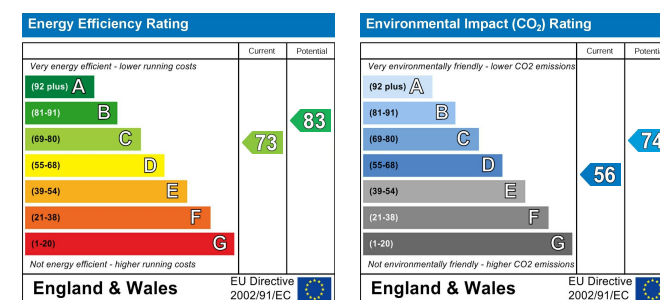 Energy Efficiency Rating
Current Potential
Very energy efficient - lower running costs
(92 plus) A
(81-91) B
83
(69-80) C
73
(55-68) D
(39-54) E
(21-38) F
(1-20) G
Not energy efficient - higher running costs
England & Wales
EU Directive
2002/91/EC
Environmental Impact (CO₂) Rating
Current Potentia
Very environmentally friendly - lower CO2 emissions
(92 plus) A
(81-91) B
(69-80) C
74
(55-68) D
56
(39-54) E
(21-38) F
(1-20) G
Not environmentally friendly - higher CO2 emissions
England & Wales
EU Directive
2002/91/EC